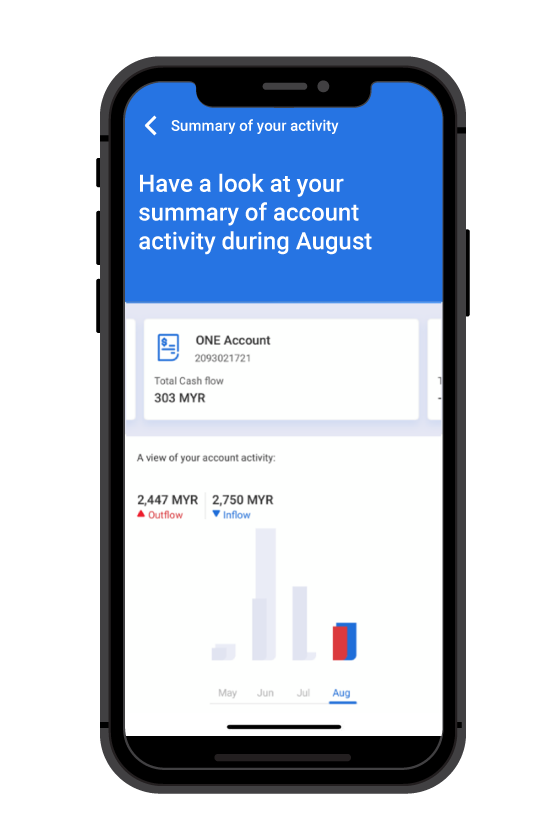 Summary of your activity
Have a look at your
summary of account
activity during August
ONE Account
2093021721
Total Cash flow
303 MYR
A view of your account activity:
2,447 MYR 2,750 MYR
Outflow Inflow
May Jun Jul Aug